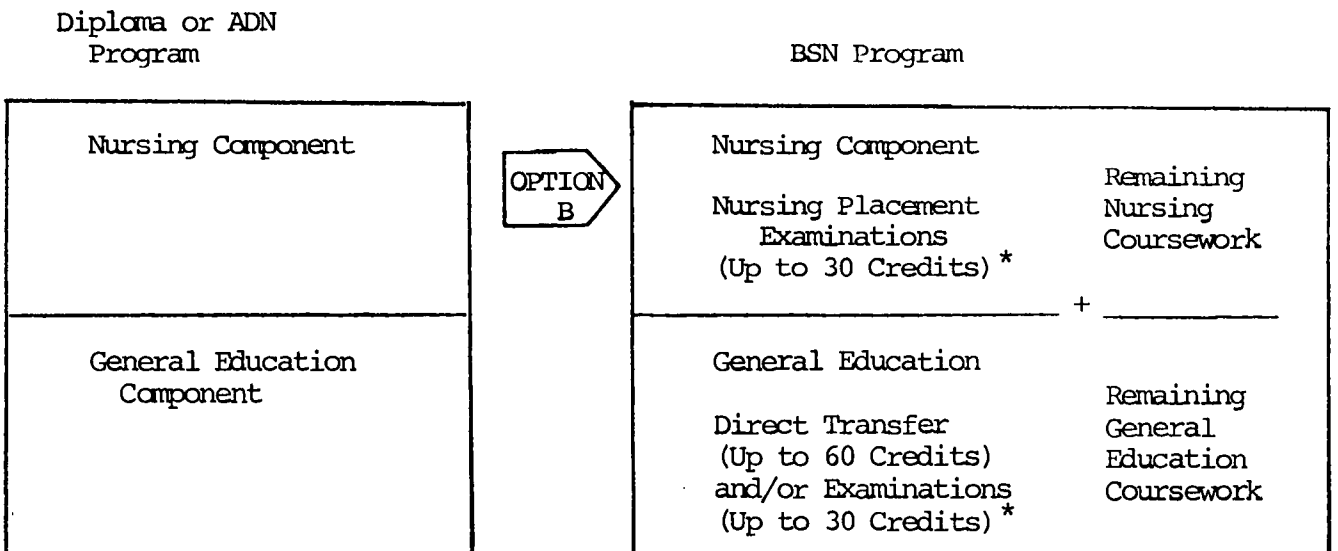 Diploma or ADN
Program
BSN Program
Nursing Component
OPTION
B
Nursing Component
Nursing Placement
Examinations
(Up to 30 Credits)*
Remaining
Nursing
Coursework
+
General Education
Component
General Education
Direct Transfer
(Up to 60 Credits)
and/or Examinations
(Up to 30 Credits)*
Remaining
General
Education
Coursework